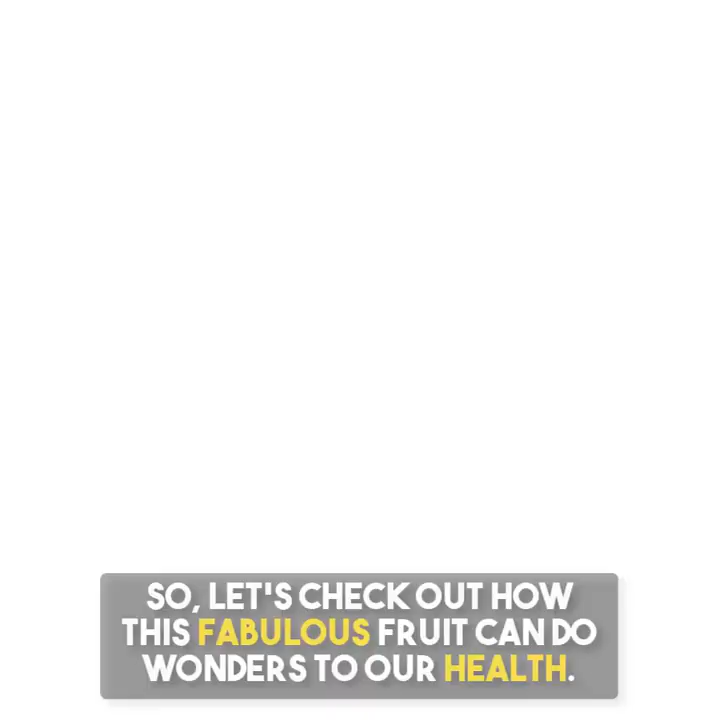 SO, LET'S CHECK OUT HOW
THIS FABULOUS FRUIT CAN DO
WONDERS TO OUR HEALTH.